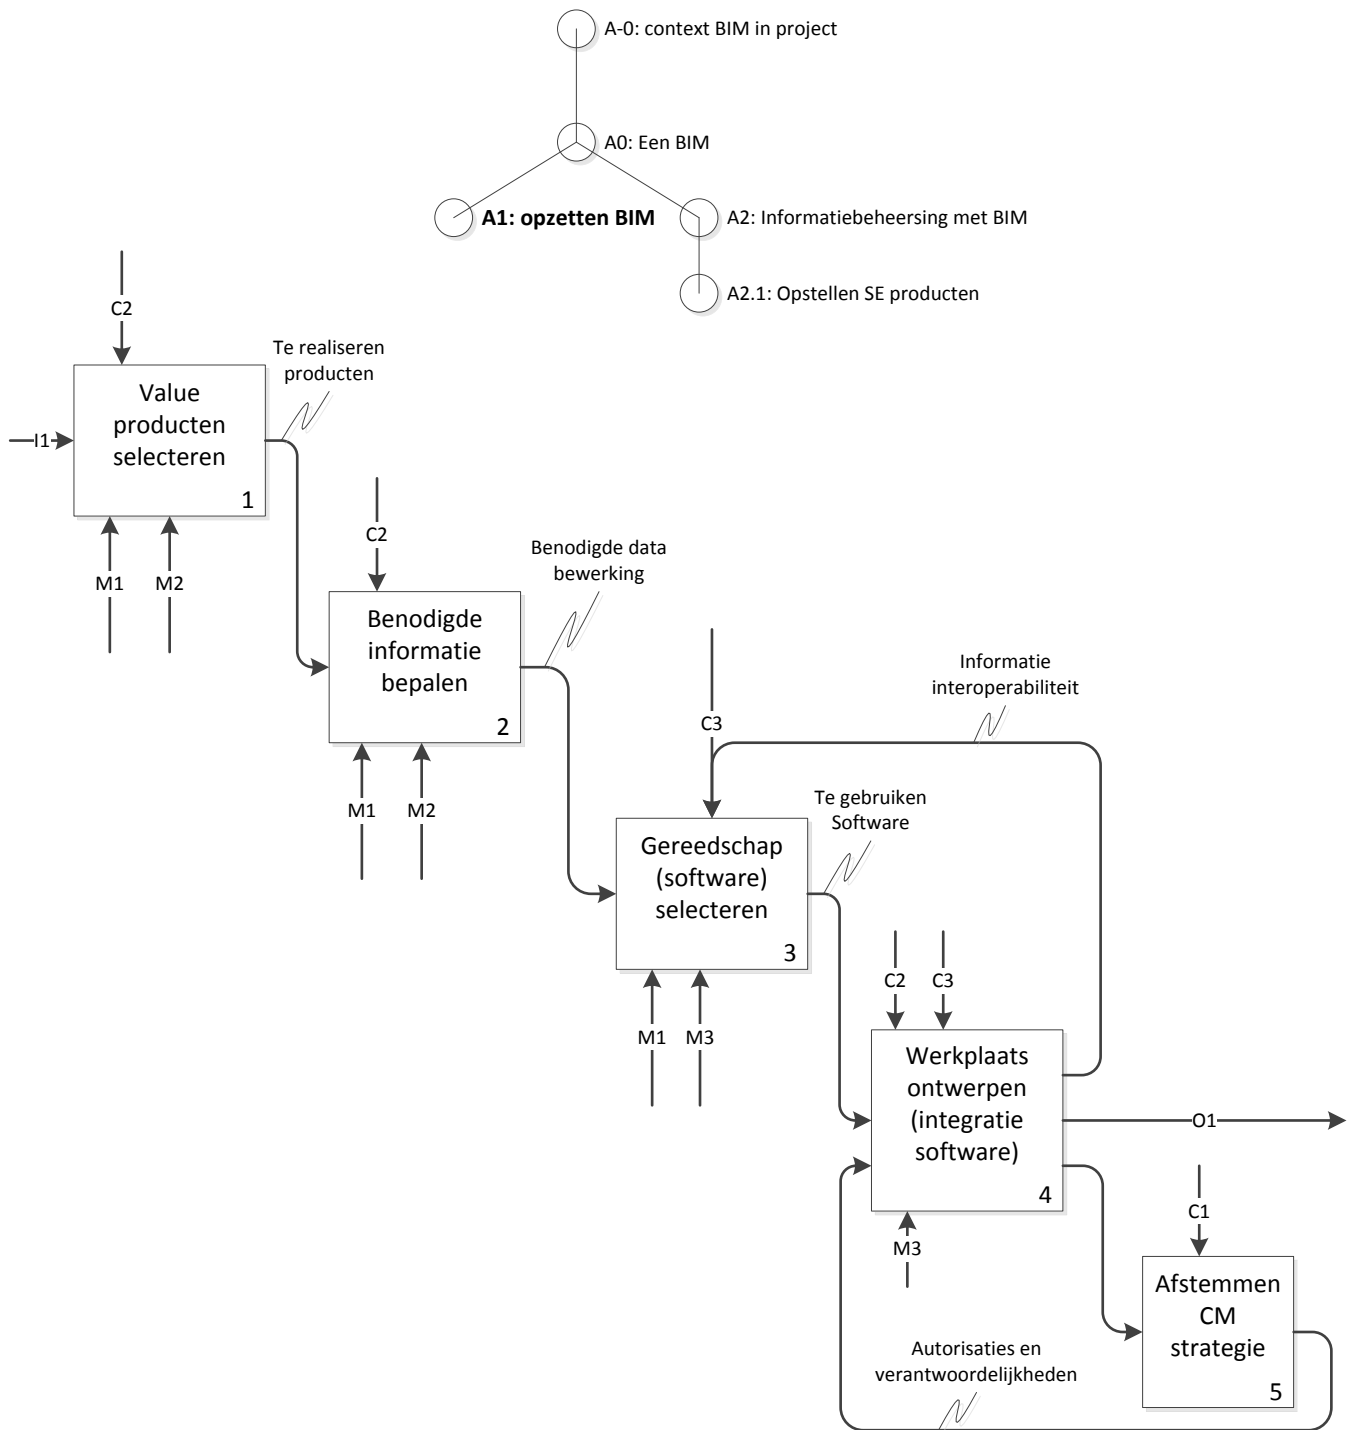 A-0: context BIM in project
A0: Een BIM
A1: opzetten BIM
A2: Informatiebeheersing met BIM
A2.1: Opstellen SE producten
C2
Te realiseren
producten
Value
producten
selecteren
1
I1
M1
M2
C2
Benodigde data
bewerking
Benodigde
informatie
bepalen
2
M1
M2
C3
Informatie
interoperabiliteit
Te gebruiken
Software
Gereedschap
(software)
selecteren
3
M1
M3
C2
C3
Werkplaats
ontwerpen
(integratie
software)
4
O1
M3
C1
Afstemmen
CM
strategie
5
Autorisaties en
verantwoordelijkheden